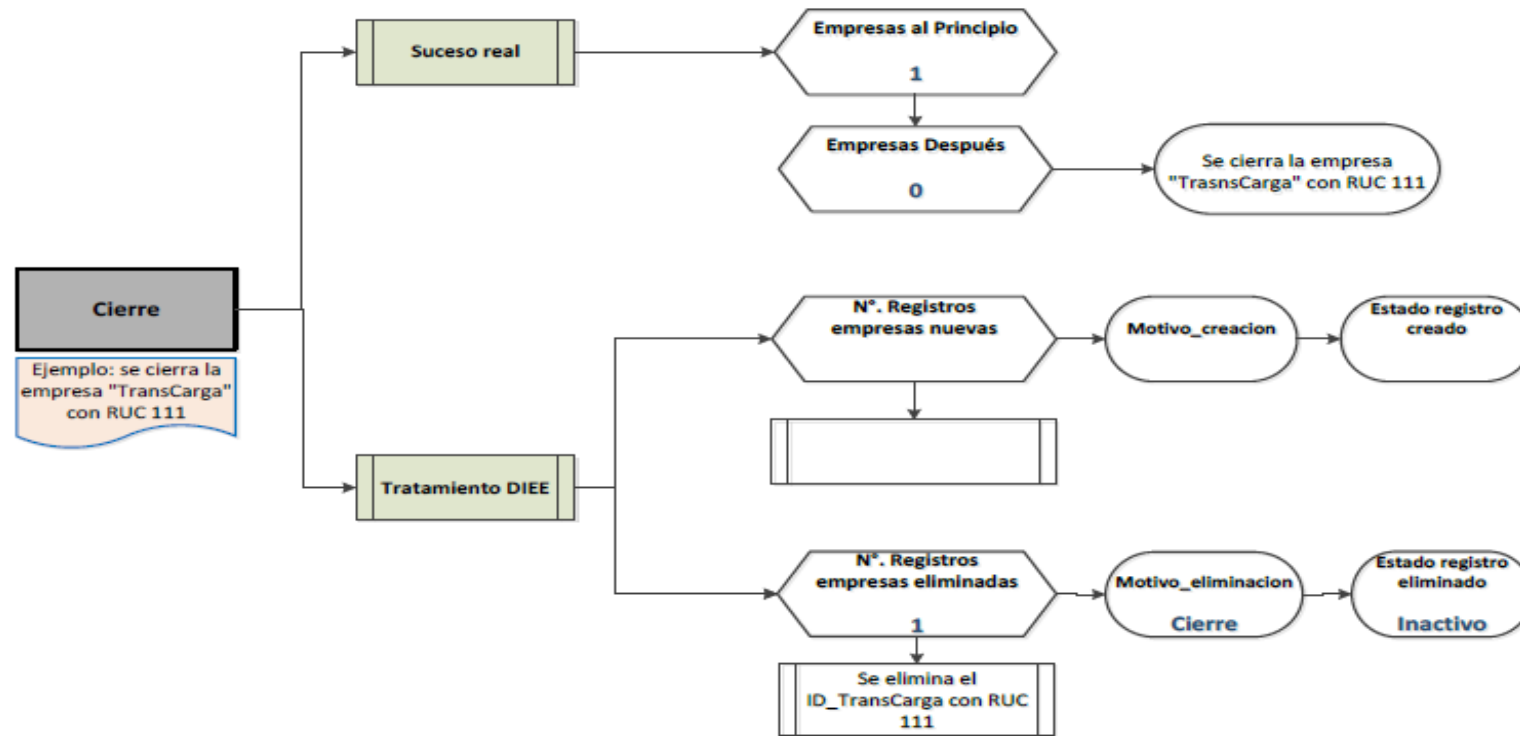 Suceso real
Empresas al Principio
1
Empresas Después
0
Se cierra la empresa
"TrasnsCarga" con RUC 111
Cierre
Ejemplo: se cierra la
empresa "TransCarga"
con RUC 111
N°. Registros
empresas nuevas
Motivo_creacion
Estado registro
creado
Tratamiento DIEE
N°. Registros
empresas eliminadas
1
Motivo_eliminacion
Cierre
Estado registro
eliminado
Inactivo
Se elimina el
ID_TransCarga con RUC
111